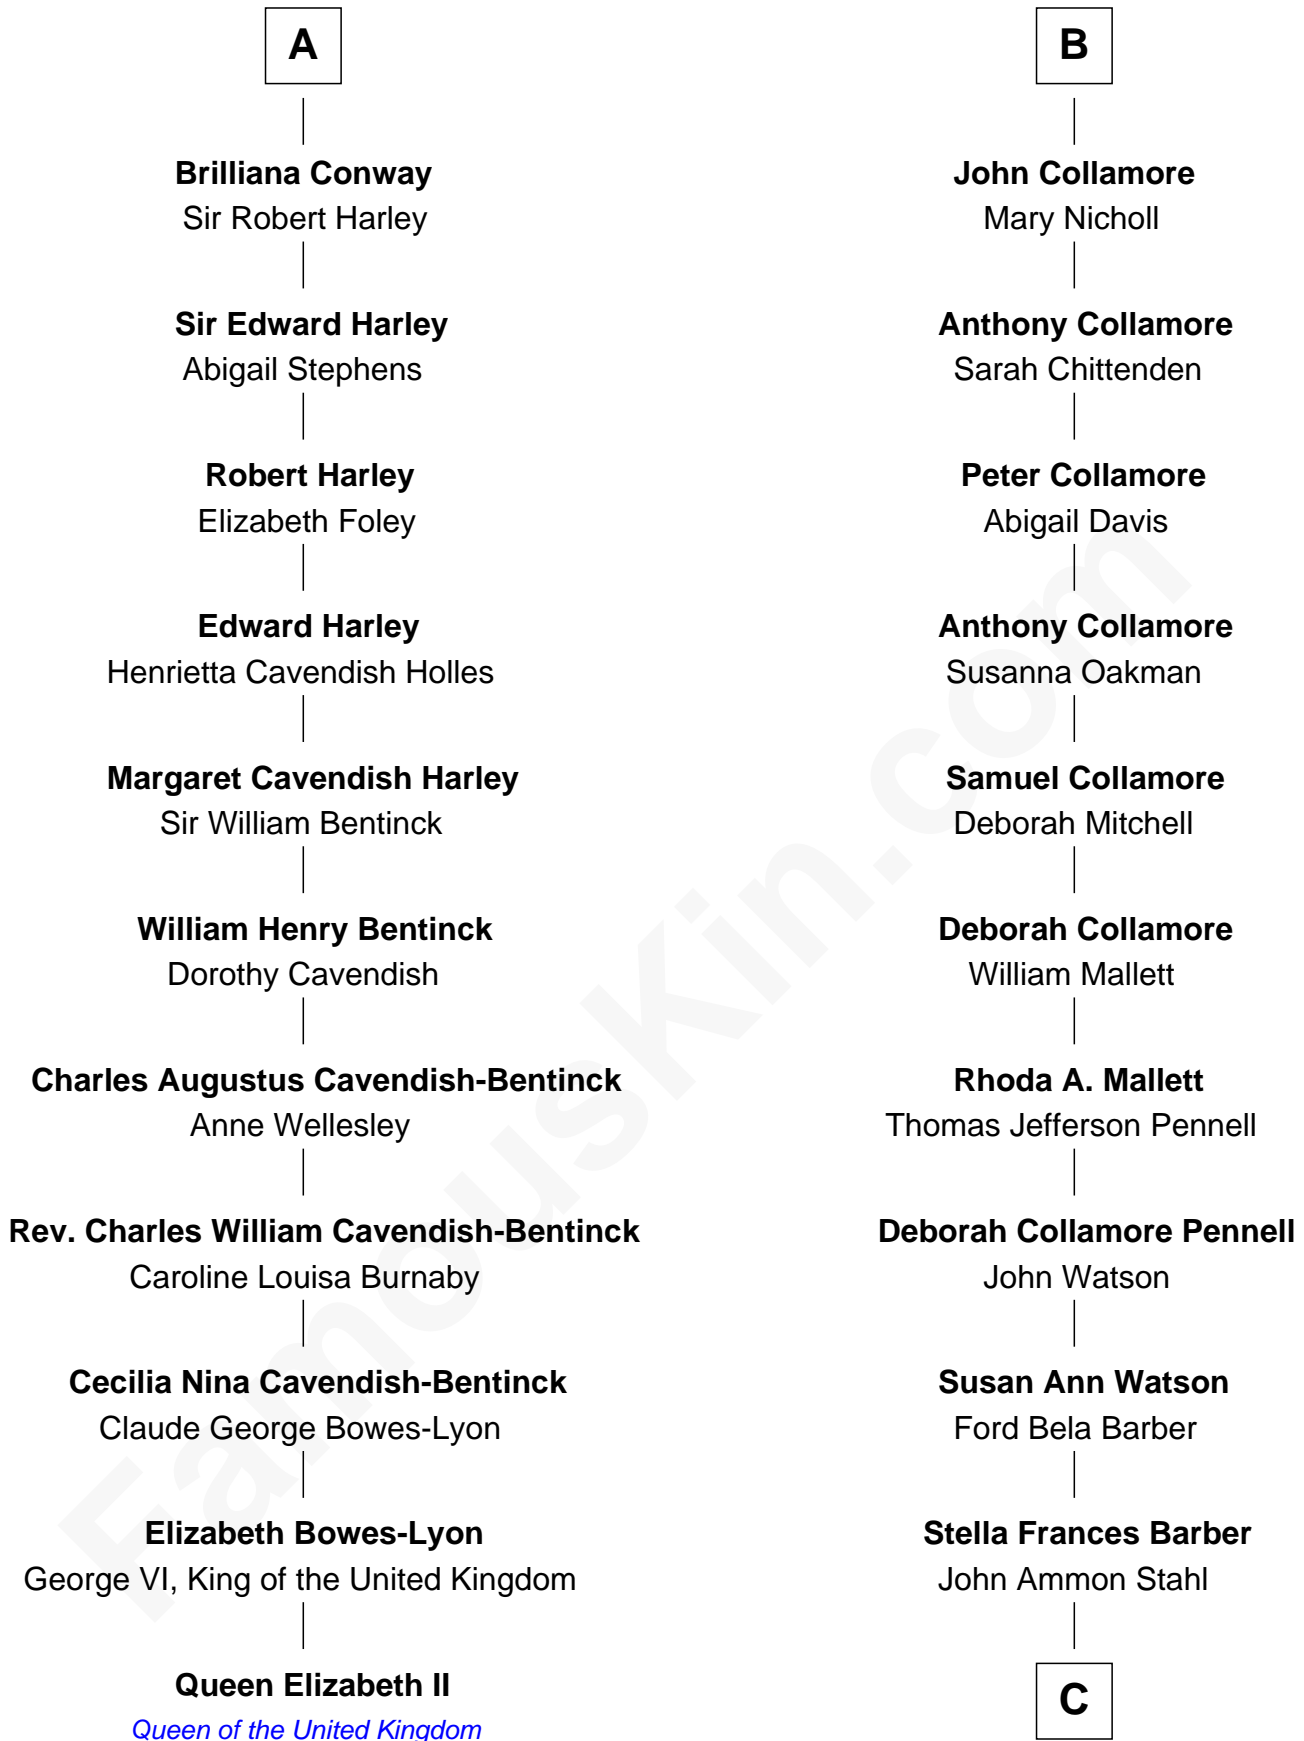 A
Brilliana Conway
Sir Robert Harley
Sir Edward Harley
Abigail Stephens
Robert Harley
Elizabeth Foley
Edward Harley
Henrietta Cavendish Holles
Margaret Cavendish Harley
Sir William Bentinck
William Henry Bentinck
Dorothy Cavendish
Charles Augustus Cavendish-Bentinck
Anne Wellesley
Rev. Charles William Cavendish-Bentinck
Caroline Louisa Burnaby
Cecilia Nina Cavendish-Bentinck
Claude George Bowes-Lyon
Elizabeth Bowes-Lyon
George VI, King of the United Kingdom
Queen Elizabeth II
Queen of the United Kingdom
B
John Collamore
Mary Nicholl
Anthony Collamore
Sarah Chittenden
Peter Collamore
Abigail Davis
Anthony Collamore
Susanna Oakman
Samuel Collamore
Deborah Mitchell
Deborah Collamore
William Mallett
Rhoda A. Mallett
Thomas Jefferson Pennell
Deborah Collamore Pennell
John Watson
Susan Ann Watson
Ford Bela Barber
Stella Frances Barber
John Ammon Stahl
C
FamousKin.com